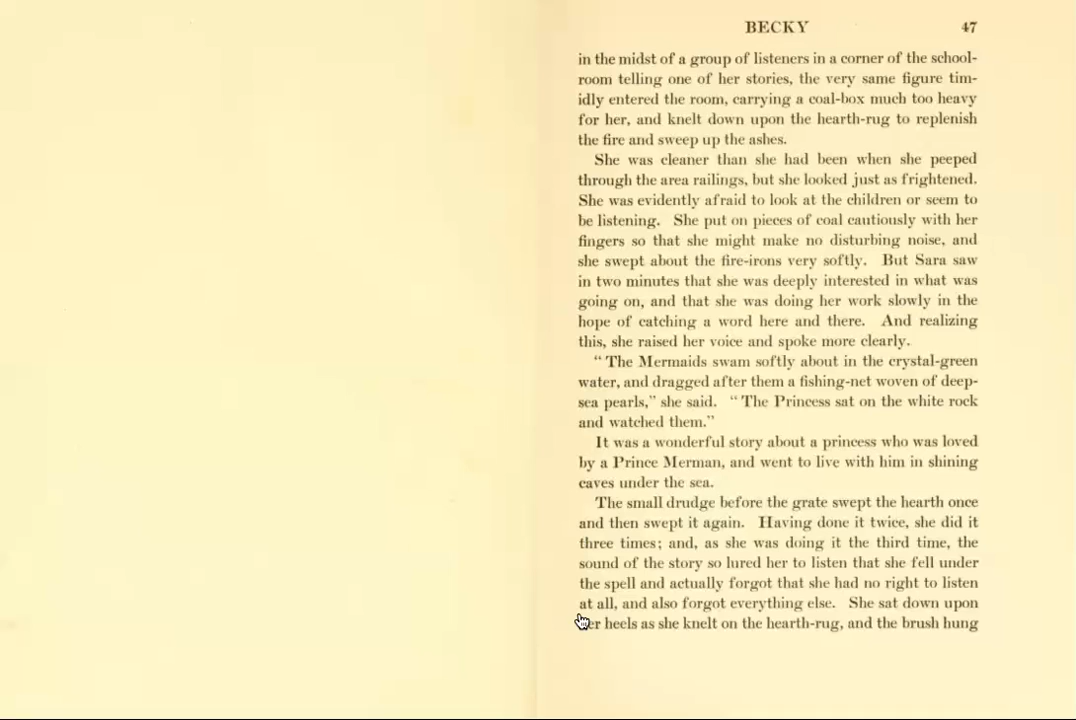 BECKY 47
in the midst of a group of listeners in a corner of the school-
room telling one of her stories, the very same figure tim-
idly entered the room, carrying a coal-box much too heavy
for her, and knelt down upon the hearth-rug to replenish
the fire and sweep up the ashes.
She was cleaner than she had been when she peeped
through the area railings, but she looked just as frightened.
She was evidently afraid to look at the children or seem to
be listening. She put on pieces of coal cautiously with her
fingers so that she might make no disturbing noise, and
she swept about the fire-irons very softly. But Sara saw
in two minutes that she was deeply interested in what was
going on, and that she was doing her work slowly in the
hope of catching a word here and there. And realizing
this, she raised her voice and spoke more clearly.
"The Mermaids swam softly about in the crystal-green
water, and dragged after them a fishing-net woven of deep-
sea pearls," she said. "The Princess sat on the white rock
and watched them."
It was a wonderful story about a princess who was loved
by a Prince Merman, and went to live with him in shining
caves under the sea.
The small drudge before the grate swept the hearth once
and then swept it again. Having done it twice, she did it
three times; and, as she was doing it the third time, the
sound of the story so lured her to listen that she fell under
the spell and actually forgot that she had no right to listen
at all, and also forgot everything else. She sat down upon
her heels as she knelt on the hearth-rug, and the brush hung